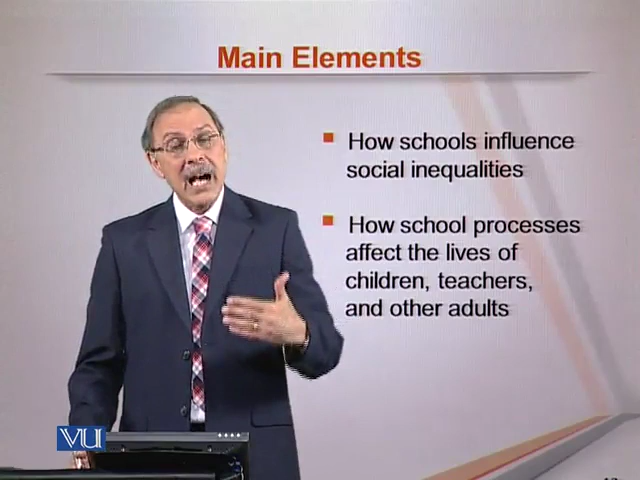 Main Elements
How schools influence
social inequalities
How school processes
affect the lives of
children, teachers,
and other adults
VU